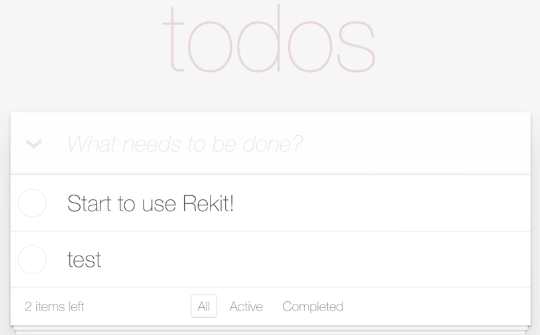 todos
What needs to be done?
Start to use Rekit!
test
2 items left All Active Completed